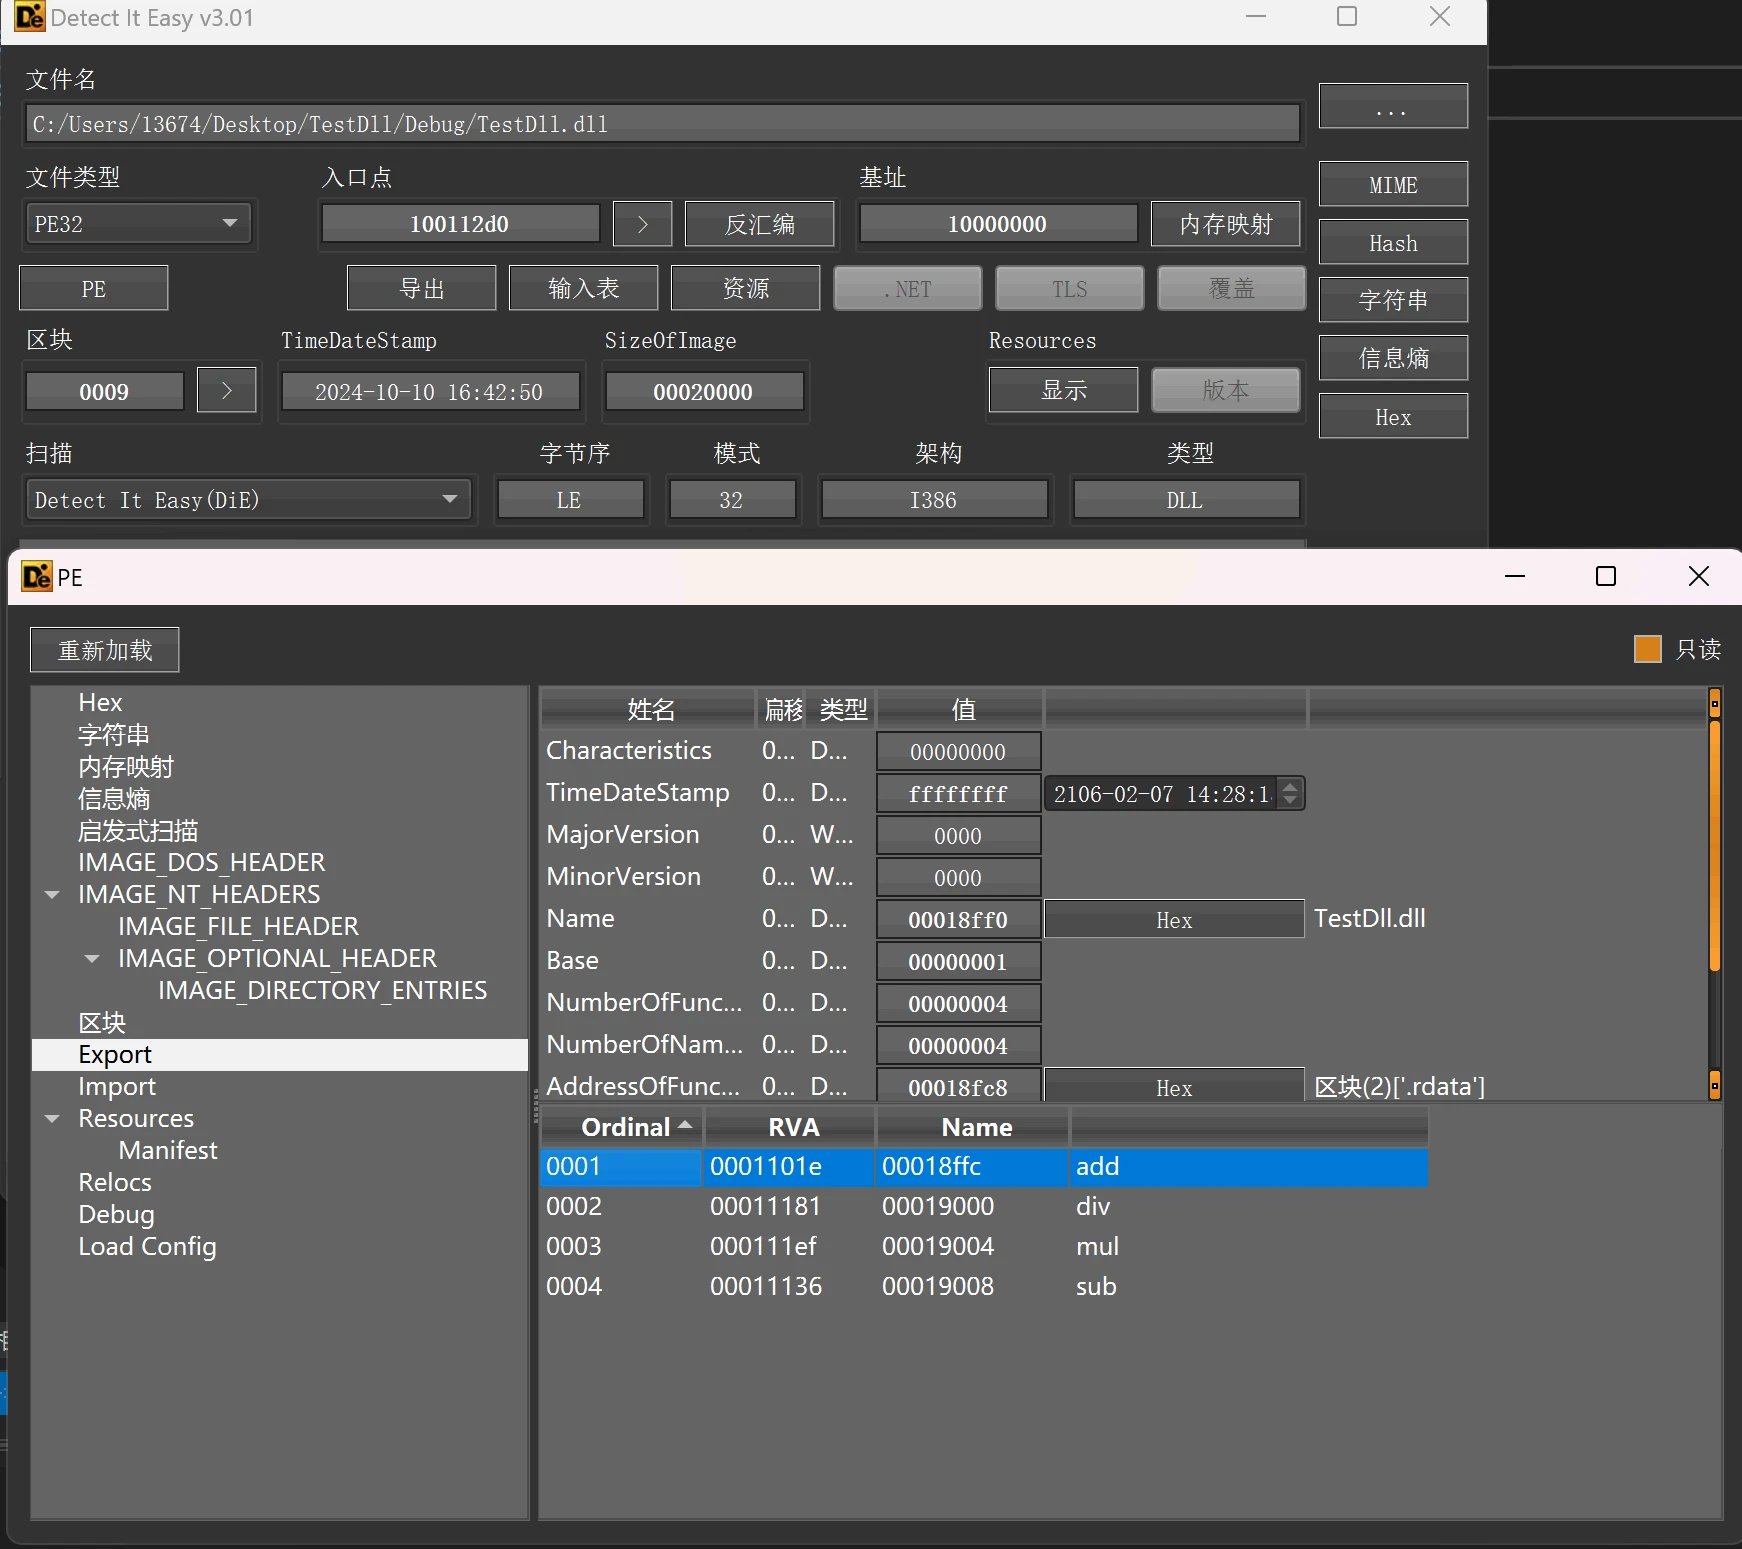 Detect It Easy v3.01
文件名
C:/Users/13674/Desktop/TestDll/Debug/TestDll.dll
...
文件类型 入口点 基址
PE32 100112d0 > 反汇编 10000000 内存映射
MIME
Hash
PE 导出 输入表 资源 .NET TLS 覆盖
字符串
区块 TimeDateStamp SizeOfImage Resources
信息熵
0009 > 2024-10-10 16:42:50 00020000 显示 版本
Hex
扫描 字节序 模式 架构 类型
Detect It Easy(DiE) LE 32 I386 DLL
PE
重新加载 只读
Hex
字符串
内存映射
信息熵
启发式扫描
IMAGE_DOS_HEADER
IMAGE_NT_HEADERS
IMAGE_FILE_HEADER
IMAGE_OPTIONAL_HEADER
IMAGE_DIRECTORY_ENTRIES
区块
Export
Import
Resources
Manifest
Relocs
Debug
Load Config
姓名 扁移 类型 值
Characteristics 0... D... 00000000
TimeDateStamp 0... D... ffffffff 2106-02-07 14:28:1
MajorVersion 0... W... 0000
MinorVersion 0... W... 0000
Name 0... D... 00018ff0 Hex TestDll.dll
Base 0... D... 00000001
NumberOfFunc... 0... D... 00000004
NumberOfNam... 0... D... 00000004
AddressOfFunc... 0... D... 00018fc8 Hex 区块(2)['.rdata']
Ordinal RVA Name
0001 0001101e 00018ffc add
0002 00011181 00019000 div
0003 000111ef 00019004 mul
0004 00011136 00019008 sub